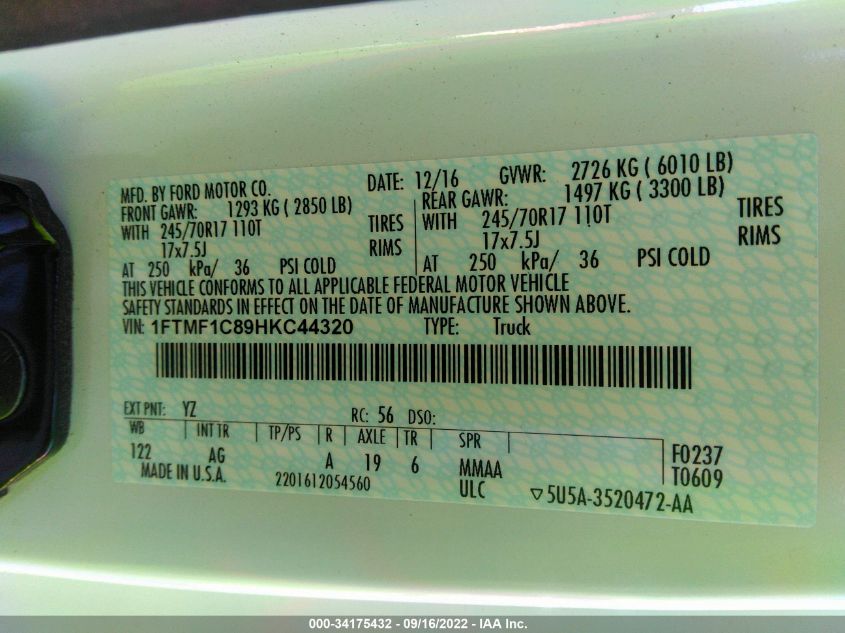 MFD. BY FORD MOTOR CO. DATE: 12/16 GVWR: 2726 KG ( 6010 LB)
FRONT GAWR: 1293 KG ( 2850 LB) REAR GAWR: 1497 KG ( 3300 LB)
WITH 245/70R17 110T TIRES WITH 245/70R17 110T TIRES
17x7.5J RIMS 17x7.5J RIMS
AT 250 kPa/ 36 PSI COLD AT 250 kPa/ 36 PSI COLD
THIS VEHICLE CONFORMS TO ALL APPLICABLE FEDERAL MOTOR VEHICLE
SAFETY STANDARDS IN EFFECT ON THE DATE OF MANUFACTURE SHOWN ABOVE.
VIN: 1FTMF1C89HKC44320 TYPE: Truck
EXT PNT: YZ RC: 56 DSO:
WB INT TR TP/PS R AXLE TR SPR
122 AG A 19 6 MMAA F0237
MADE IN U.S.A. 2201612054560 ULC T0609
▽5U5A-3520472-AA
000-34175432 - 09/16/2022 - IAA Inc.